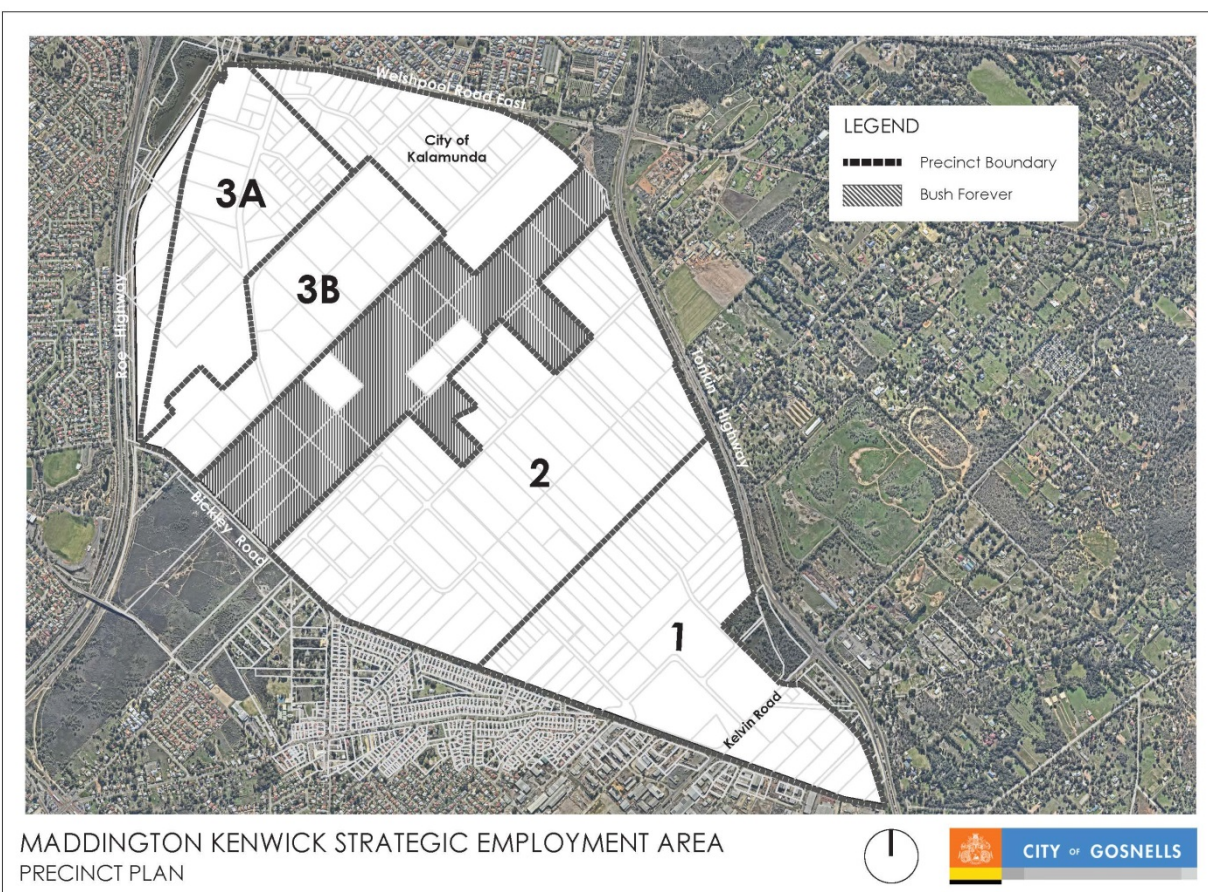 Welshpool Road East
City of
Kalamunda
LEGEND
Precinct Boundary
Bush Forever
3A
3B
Roe Highway
Tonkin Highway
2
Bickley Road
1
Kelvin Road
MADDINGTON KENWICK STRATEGIC EMPLOYMENT AREA
PRECINCT PLAN
CITY OF GOSNELLS